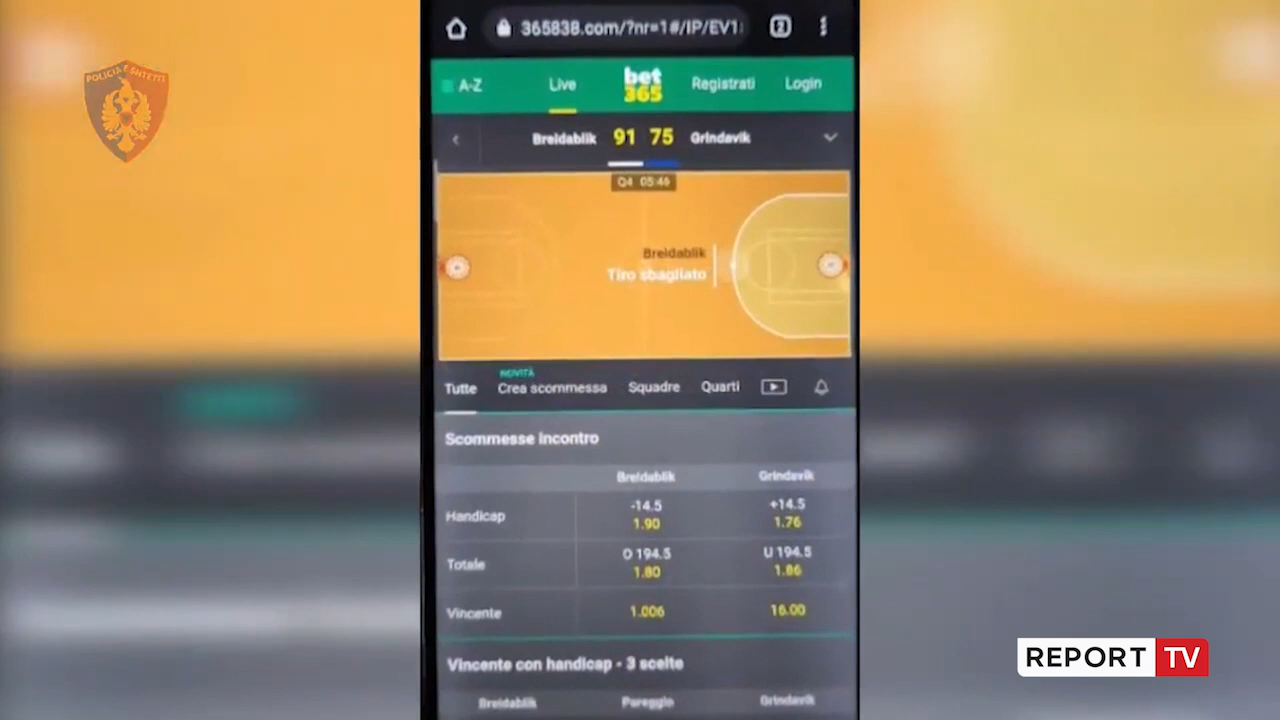 POLICIA E SHTETIT
365838.com/?nr=1#/IP/EV1
2
A-Z
Live
bet
365
Registrati
Login
Breidablik 91 75 Grindavik
Q4 05:46
Breidablik
Tiro sbagliato
NOVITÀ
Tutte Crea scommessa Squadre Quarti
Scommesse incontro
Breidablik Grindavik
-14.5 +14.5
Handicap
1.90 1.76
O 194.5 U 194.5
Totale
1.80 1.86
Vincente 1.006 16.00
Vincente con handicap - 3 scelte
Breidablik Pareggio Grindavik
REPORT TV